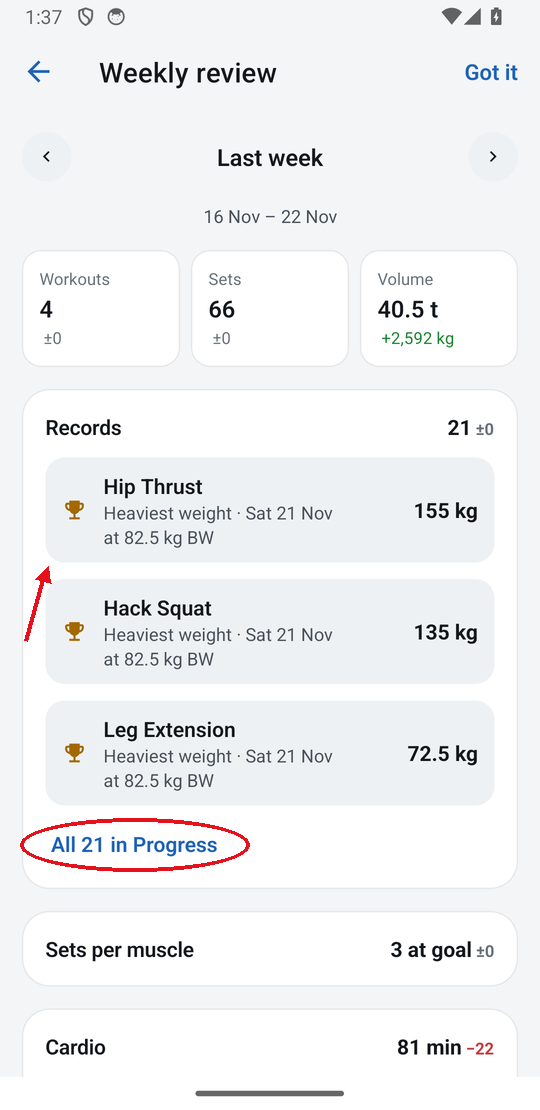 1:37
Weekly review
Got it
Last week
16 Nov – 22 Nov
Workouts
4
±0
Sets
66
±0
Volume
40.5 t
+2,592 kg
Records
21 ±0
Hip Thrust
Heaviest weight · Sat 21 Nov
at 82.5 kg BW
155 kg
Hack Squat
Heaviest weight · Sat 21 Nov
at 82.5 kg BW
135 kg
Leg Extension
Heaviest weight · Sat 21 Nov
at 82.5 kg BW
72.5 kg
All 21 in Progress
Sets per muscle
3 at goal ±0
Cardio
81 min −22